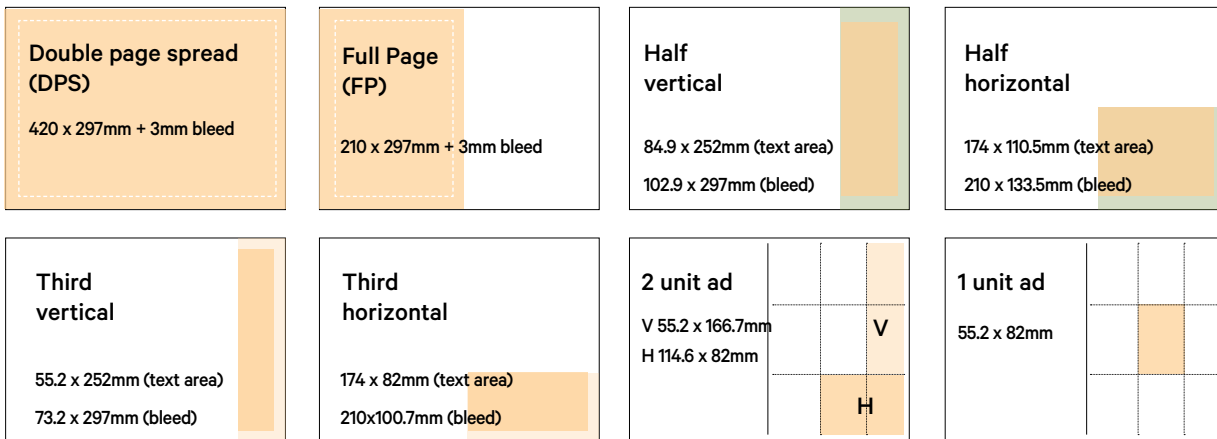 Double page spread
(DPS)
420 x 297mm + 3mm bleed
Full Page
(FP)
210 x 297mm + 3mm bleed
Half
vertical
84.9 x 252mm (text area)
102.9 x 297mm (bleed)
Half
horizontal
174 x 110.5mm (text area)
210 x 133.5mm (bleed)
Third
vertical
55.2 x 252mm (text area)
73.2 x 297mm (bleed)
Third
horizontal
174 x 82mm (text area)
210x100.7mm (bleed)
2 unit ad
V 55.2 x 166.7mm
H 114.6 x 82mm
V
H
1 unit ad
55.2 x 82mm